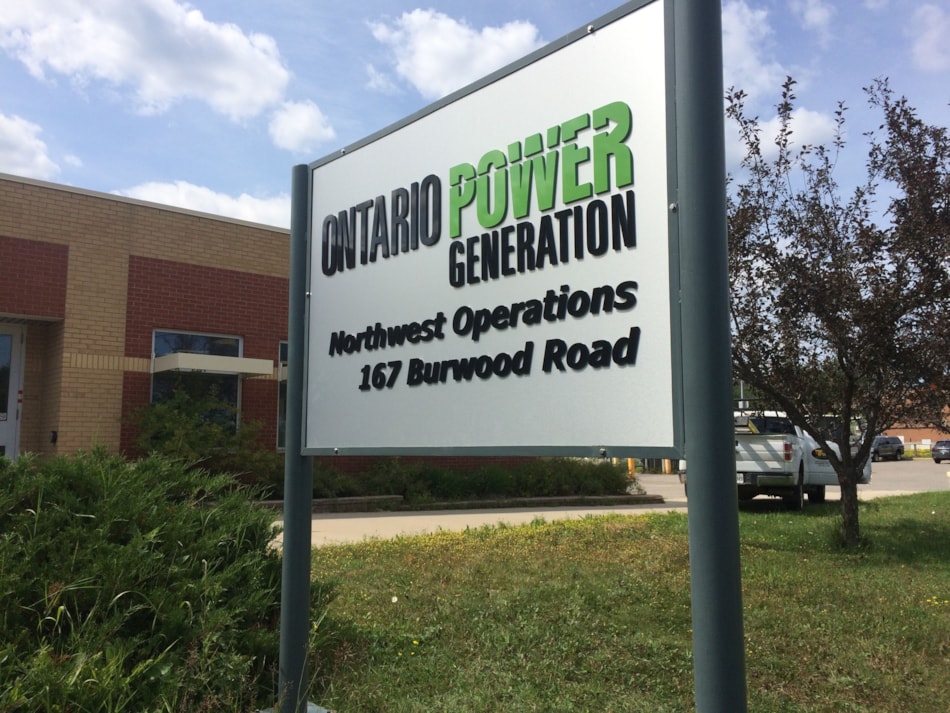 ONTARIO POWER
GENERATION
Northwest Operations
167 Burwood Road